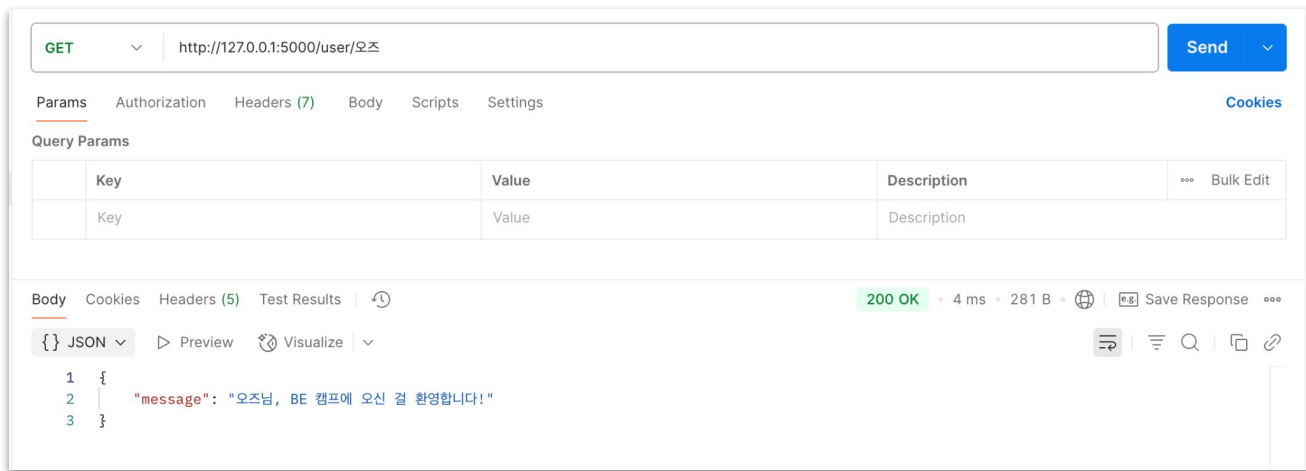 GET http://127.0.0.1:5000/user/오즈 Send
Params Authorization Headers (7) Body Scripts Settings Cookies
Query Params
Key Value Description Bulk Edit
Key Value Description
Body Cookies Headers (5) Test Results 200 OK 4 ms 281 B e.g. Save Response
{} JSON Preview Visualize
1 {
2 "message": "오즈님, BE 캠프에 오신 걸 환영합니다!"
3 }